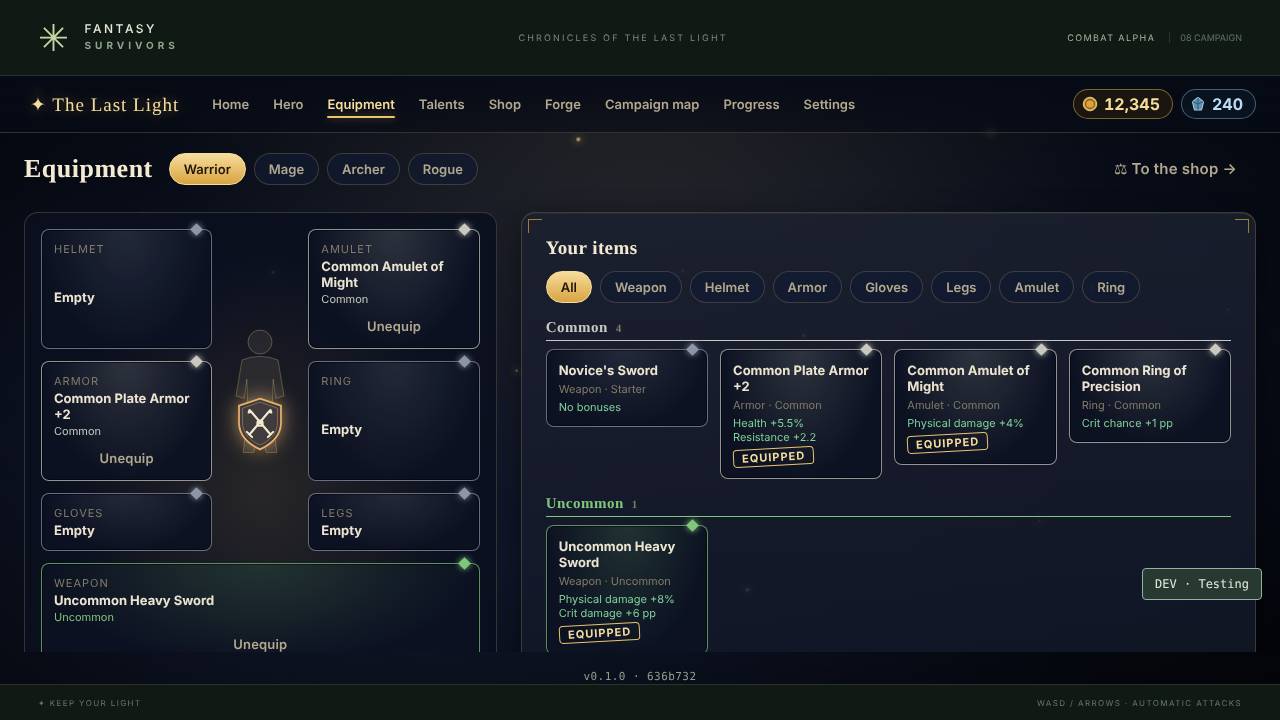 FANTASY
SURVIVORS
CHRONICLES OF THE LAST LIGHT
COMBAT ALPHA
08 CAMPAIGN
✦ The Last Light
Home
Hero
Equipment
Talents
Shop
Forge
Campaign map
Progress
Settings
12,345
240
Equipment
Warrior
Mage
Archer
Rogue
⚖ To the shop →
HELMET
Empty
AMULET
Common Amulet of
Might
Common
Unequip
ARMOR
Common Plate Armor
+2
Common
Unequip
RING
Empty
GLOVES
Empty
LEGS
Empty
WEAPON
Uncommon Heavy Sword
Uncommon
Unequip
Your items
All
Weapon
Helmet
Armor
Gloves
Legs
Amulet
Ring
Common 4
Novice's Sword
Weapon · Starter
No bonuses
Common Plate Armor
+2
Armor · Common
Health +5.5%
Resistance +2.2
EQUIPPED
Common Amulet of
Might
Amulet · Common
Physical damage +4%
EQUIPPED
Common Ring of
Precision
Ring · Common
Crit chance +1 pp
Uncommon 1
Uncommon Heavy
Sword
Weapon · Uncommon
Physical damage +8%
Crit damage +6 pp
EQUIPPED
DEV · Testing
v0.1.0 · 636b732
✦ KEEP YOUR LIGHT
WASD / ARROWS · AUTOMATIC ATTACKS